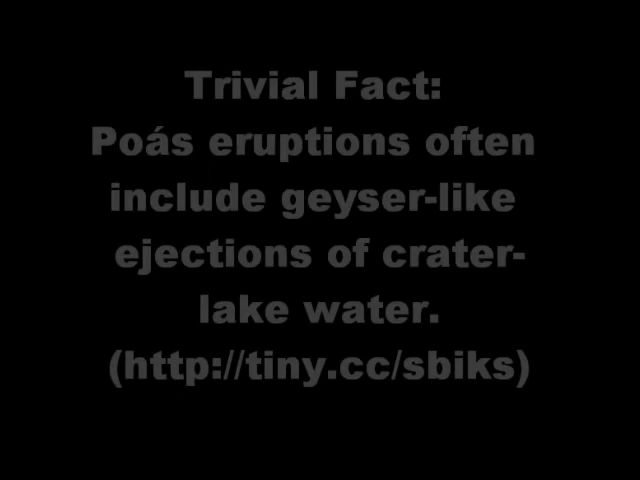 Trivial Fact:
Poás eruptions often
include geyser-like
ejections of crater-
lake water.
(http://tiny.cc/sbiks)